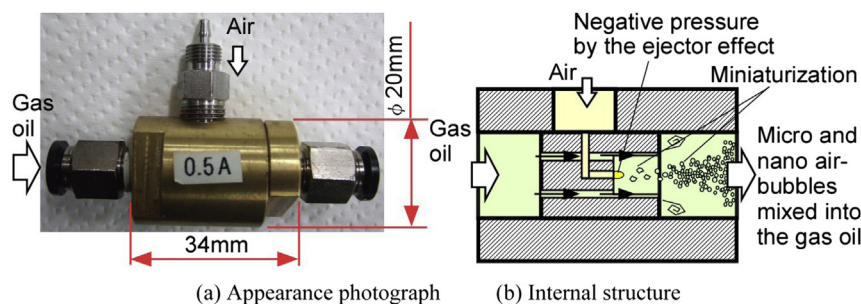 Air
Gas
oil
0.5A
ϕ 20mm
34mm
(a) Appearance photograph
Negative pressure
by the ejector effect
Air
Miniaturization
Gas
oil
Micro and
nano air-
bubbles
mixed into
the gas oil
(b) Internal structure